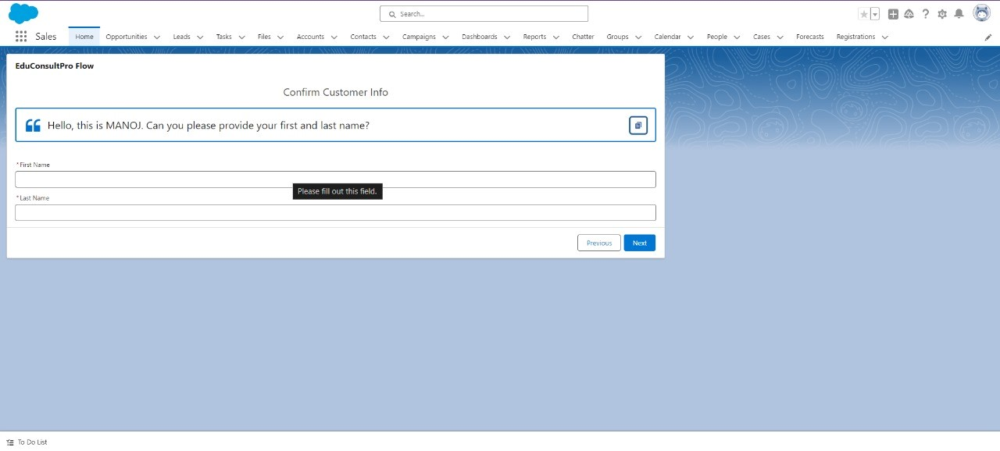 Search...
Sales Home Opportunities Leads Tasks Files Accounts Contacts Campaigns Dashboards Reports Chatter Groups Calendar People Cases Forecasts Registrations
EduConsultPro Flow
Confirm Customer Info
Hello, this is MANOJ. Can you please provide your first and last name?
*First Name
Please fill out this field.
*Last Name
Previous Next
To Do List